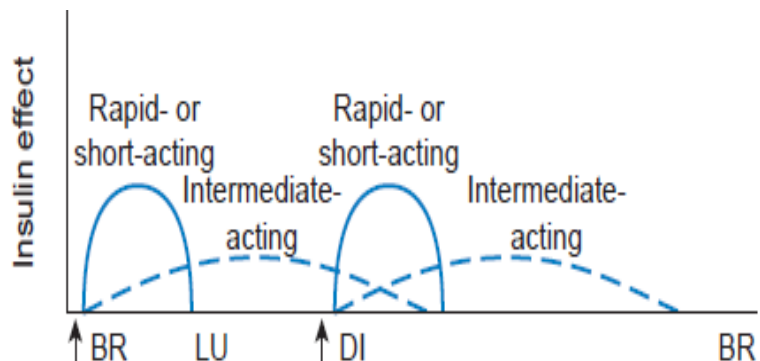 Insulin effect
Rapid- or
short-acting
Intermediate-
acting
Rapid- or
short-acting
Intermediate-
acting
BR LU DI BR